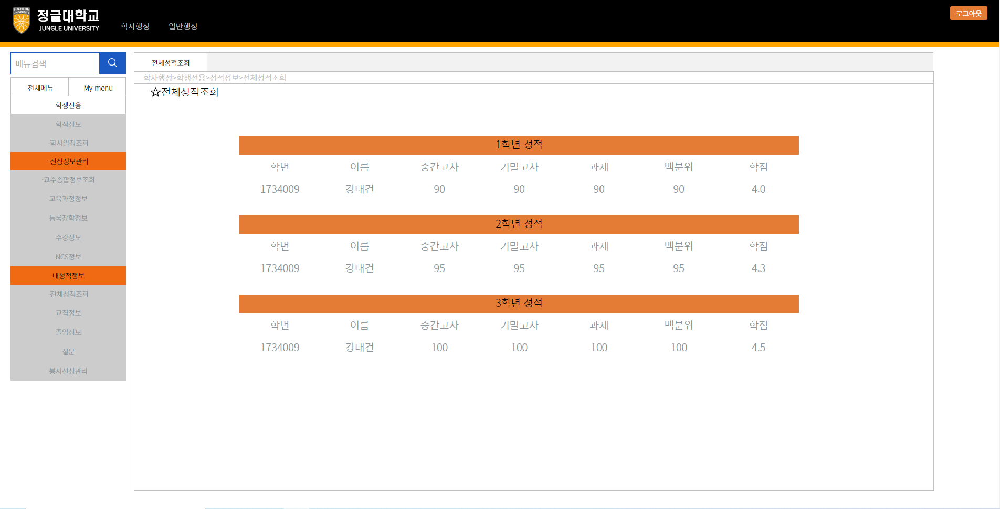 BUCHEON
UNIVERSITY
정글대학교
JUNGLE UNIVERSITY
학사행정 일반행정
로그아웃
메뉴검색
전체메뉴 My menu
학생전용
학적정보
·학사일정조회
·신상정보관리
·교수종합정보조회
교육과정정보
등록장학정보
수강정보
NCS정보
내성적정보
·전체성적조회
교직정보
졸업정보
설문
봉사신청관리
전체성적조회
학사행정>학생전용>성적정보>전체성적조회
☆전체성적조회
1학년 성적
학번 이름 중간고사 기말고사 과제 백분위 학점
1734009 강태건 90 90 90 90 4.0
2학년 성적
학번 이름 중간고사 기말고사 과제 백분위 학점
1734009 강태건 95 95 95 95 4.3
3학년 성적
학번 이름 중간고사 기말고사 과제 백분위 학점
1734009 강태건 100 100 100 100 4.5